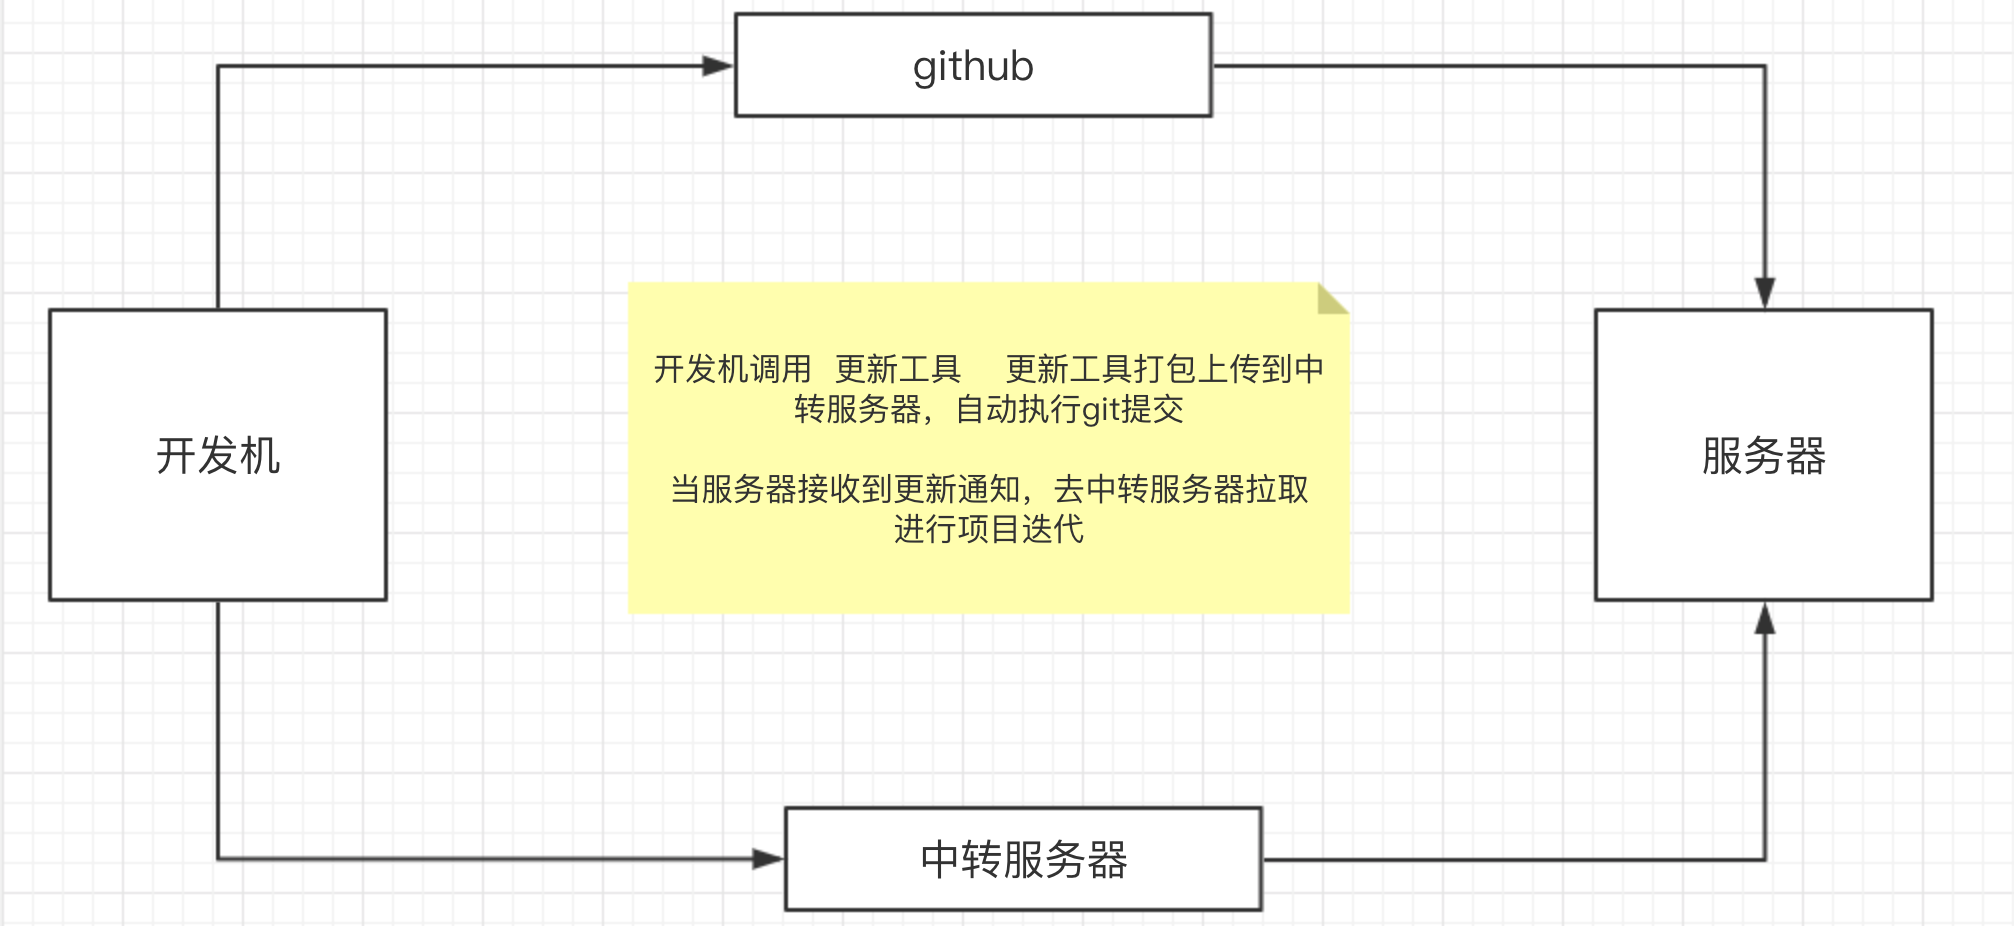 github
开发机调用 更新工具 更新工具打包上传到中
转服务器，自动执行git提交
当服务器接收到更新通知，去中转服务器拉取
进行项目迭代
开发机
服务器
中转服务器